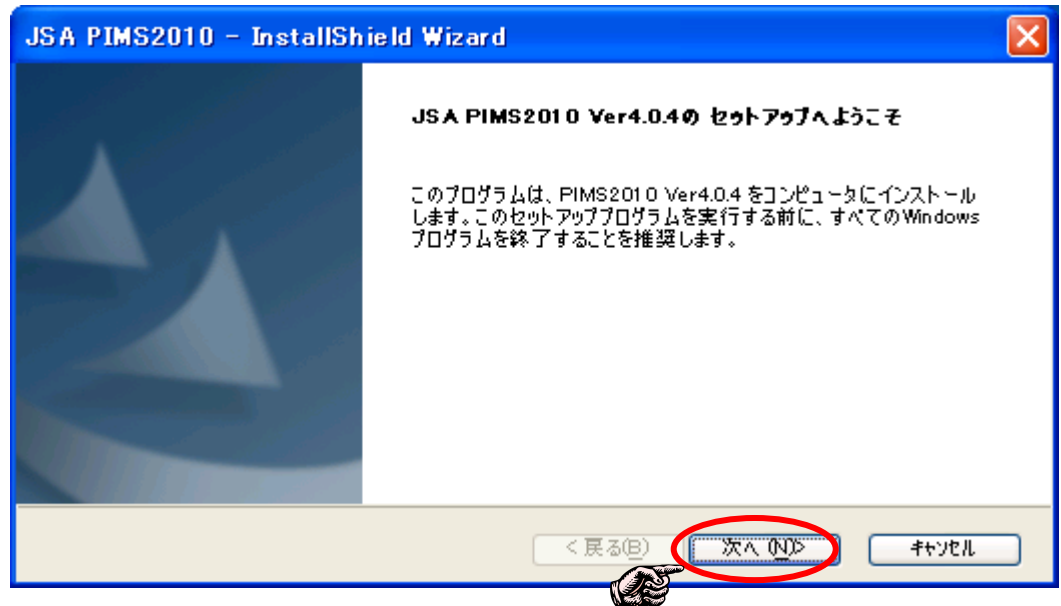 JSA PIMS2010 - InstallShield Wizard
JSA PIMS2010 Ver4.0.4の セットアップへようこそ
このプログラムは、PIMS2010 Ver4.0.4 をコンピュータにインストール
します。このセットアッププログラムを実行する前に、すべてのWindows
プログラムを終了することを推奨します。
< 戻る(B)
次へ (N)>
キャンセル